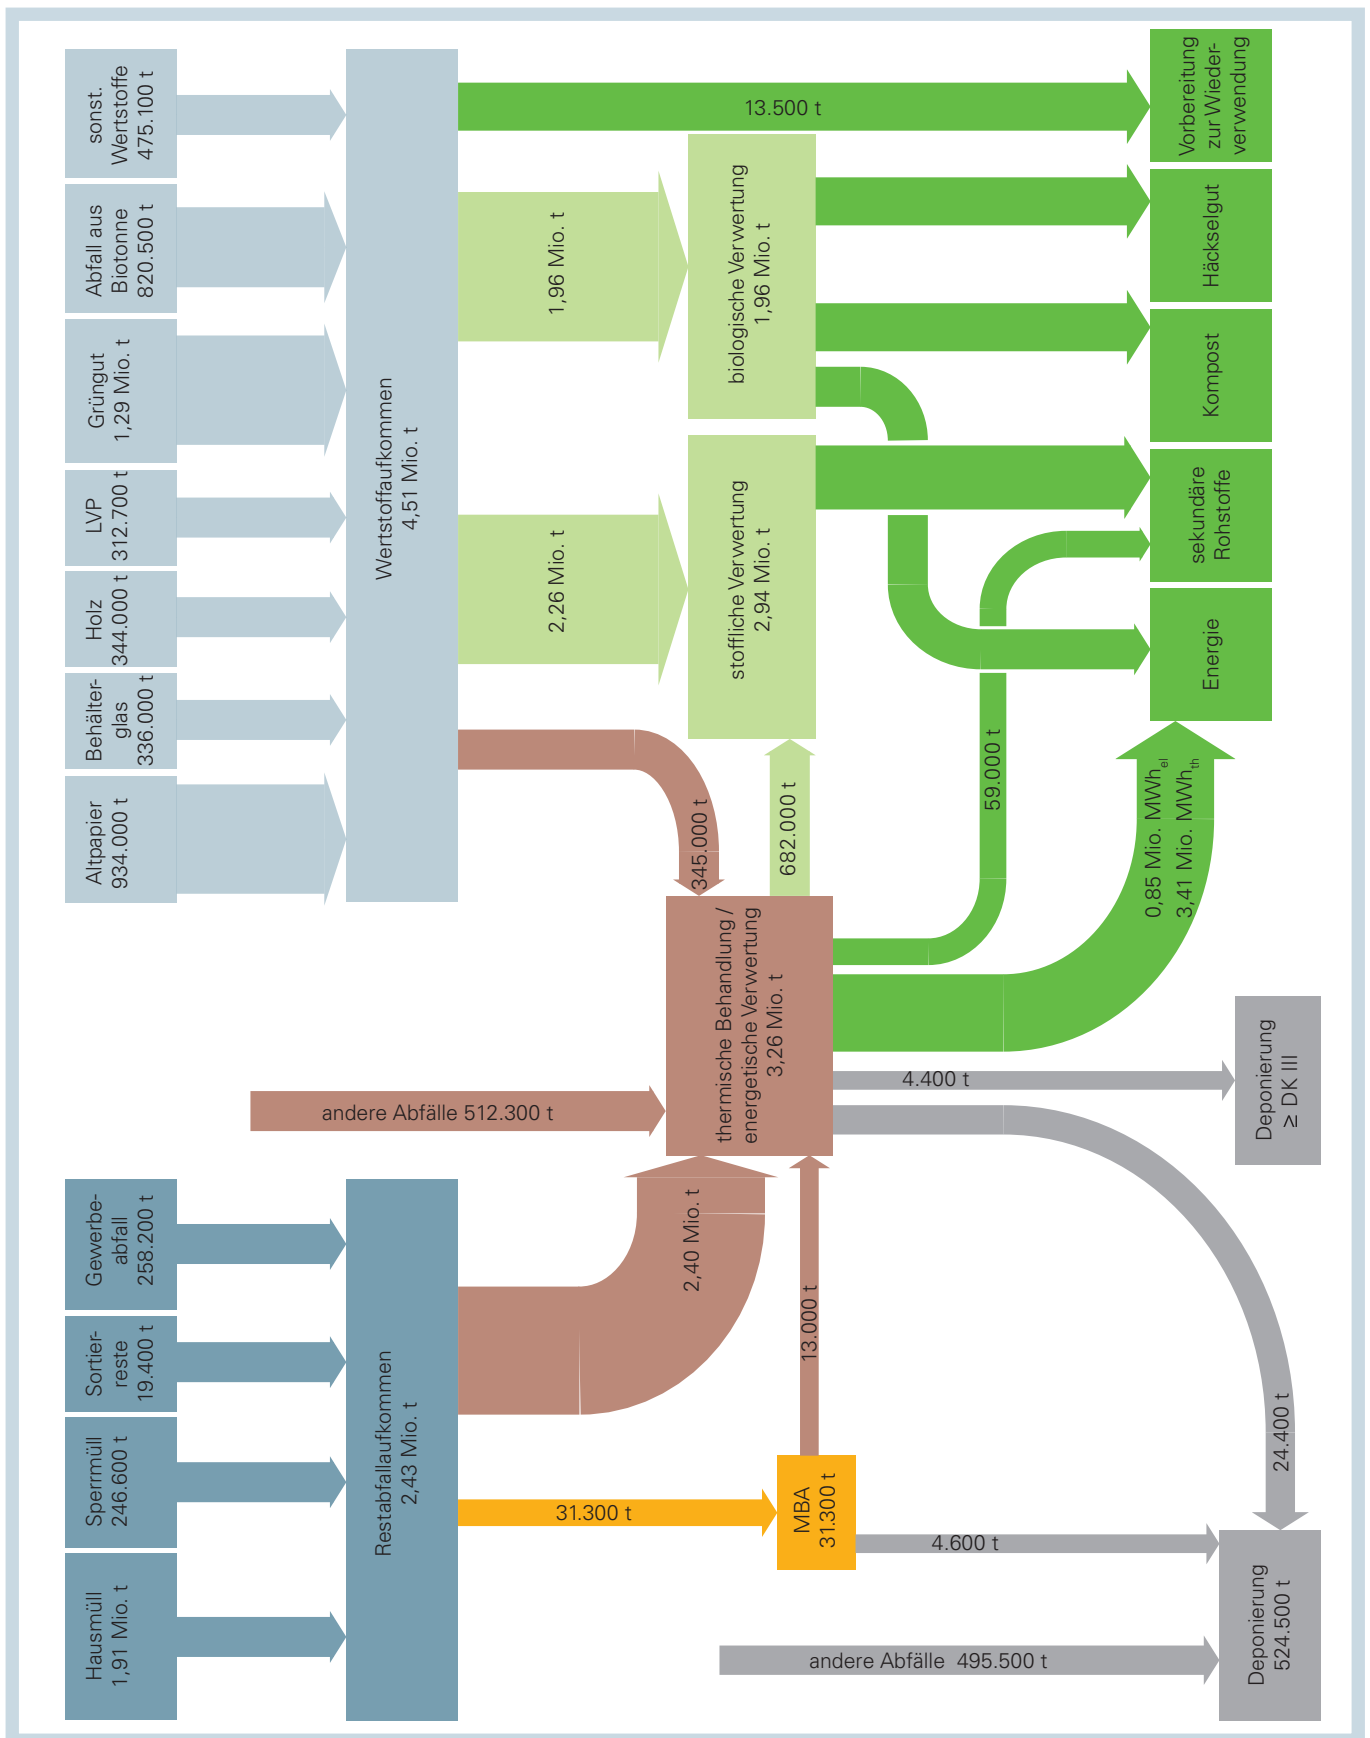 Hausmüll
1,91 Mio. t
Sperrmüll
246.600 t
Sortier-
reste
19.400 t
Gewerbe-
abfall
258.200 t
Altpapier
934.000 t
Behälter-
glas
336.000 t
Holz
344.000 t
LVP
312.700 t
Grüngut
1,29 Mio. t
Abfall aus
Biotonne
820.500 t
sonst.
Wertstoffe
475.100 t
Restabfallaufkommen
2,43 Mio. t
andere Abfälle 512.300 t
Wertstoffaufkommen
4,51 Mio. t
31.300 t
2,40 Mio. t
345.000 t
2,26 Mio. t
1,96 Mio. t
13.500 t
MBA
31.300 t
13.000 t
thermische Behandlung /
energetische Verwertung
3,26 Mio. t
682.000 t
stoffliche Verwertung
2,94 Mio. t
biologische Verwertung
1,96 Mio. t
andere Abfälle 495.500 t
4.600 t
24.400 t
4.400 t
59.000 t
0,85 Mio. MWhel
3,41 Mio. MWhth
Deponierung
524.500 t
Deponierung
≥ DK III
Energie
sekundäre
Rohstoffe
Kompost
Häckselgut
Vorbereitung
zur Wieder-
verwendung